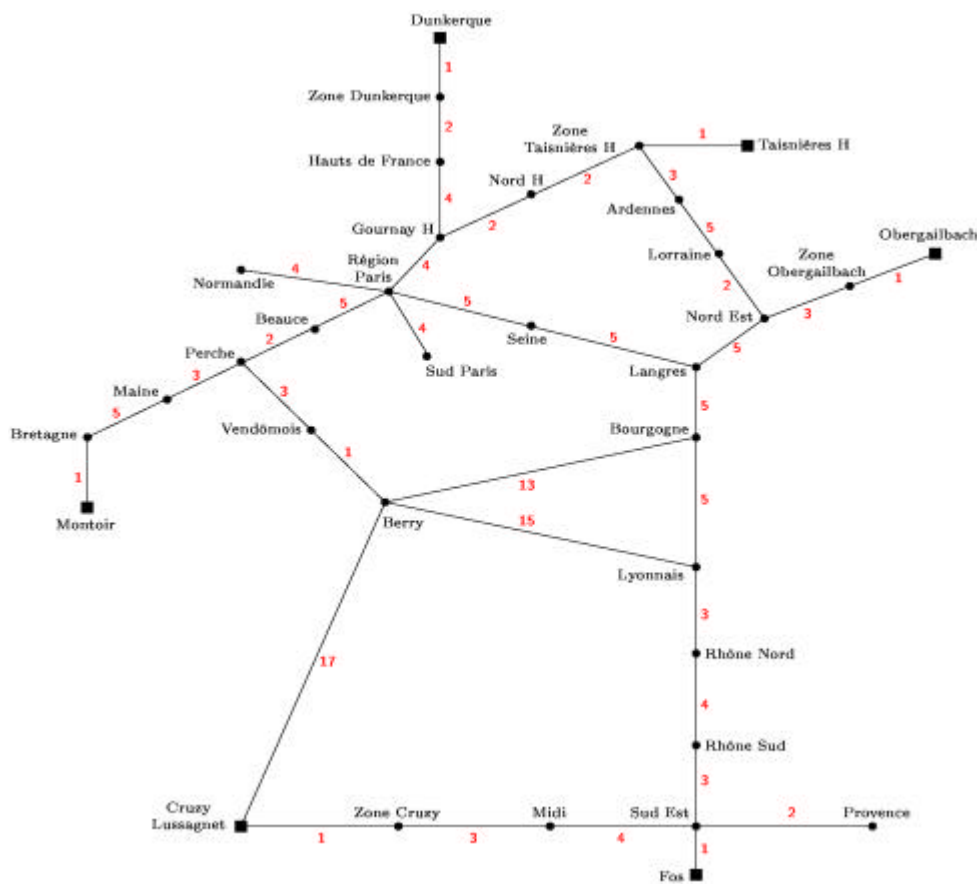 Dunkerque
1
Zone Dunkerque
2
Zone
Taisnières H
1
Taisnières H
Hauts de France
Nord H
2
3
4
Ardennes
Gournay H
2
5
Obergailbach
Zone
Obergailbach
Lorraine
1
Région
Paris
4
4
Normandie
2
3
5
5
Nord Est
Beauce
4
Seine
5
5
2
Perche
Sud Paris
Langres
3
Maine
3
5
5
Bretagne
Vendômois
Bourgogne
1
1
13
5
Montoir
Berry
15
Lyonnais
3
17
Rhône Nord
4
Rhône Sud
3
Cruzy
Lussagnet
Zone Cruzy
Midi
Sud Est
2
Provence
1
3
4
1
Fos